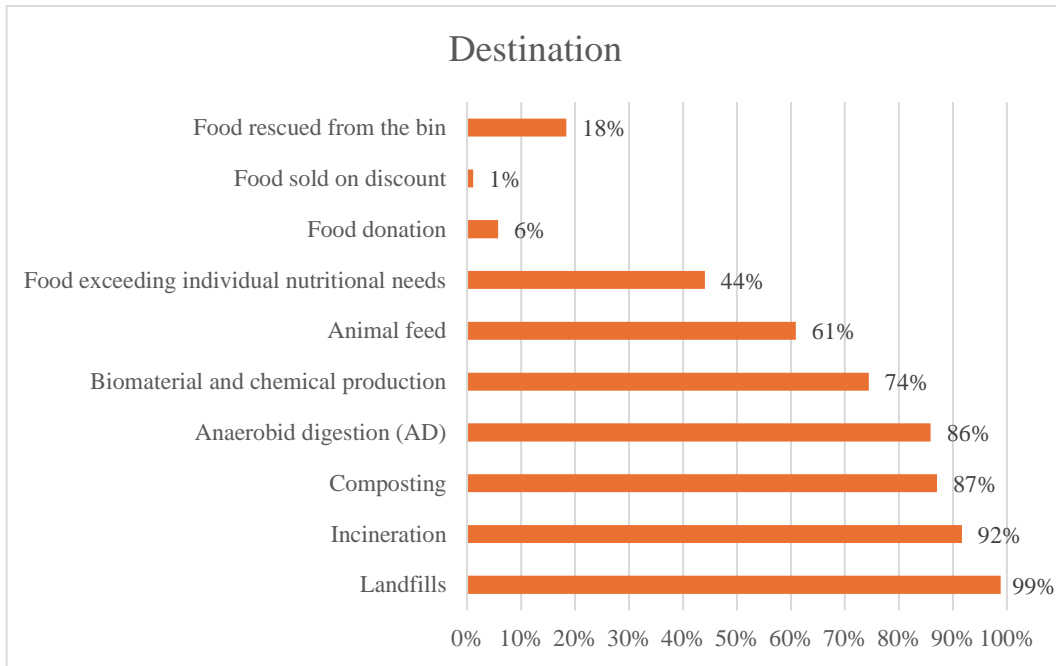 Destination
Food rescued from the bin 18%
Food sold on discount 1%
Food donation 6%
Food exceeding individual nutritional needs 44%
Animal feed 61%
Biomaterial and chemical production 74%
Anaerobid digestion (AD) 86%
Composting 87%
Incineration 92%
Landfills 99%
0% 10% 20% 30% 40% 50% 60% 70% 80% 90% 100%